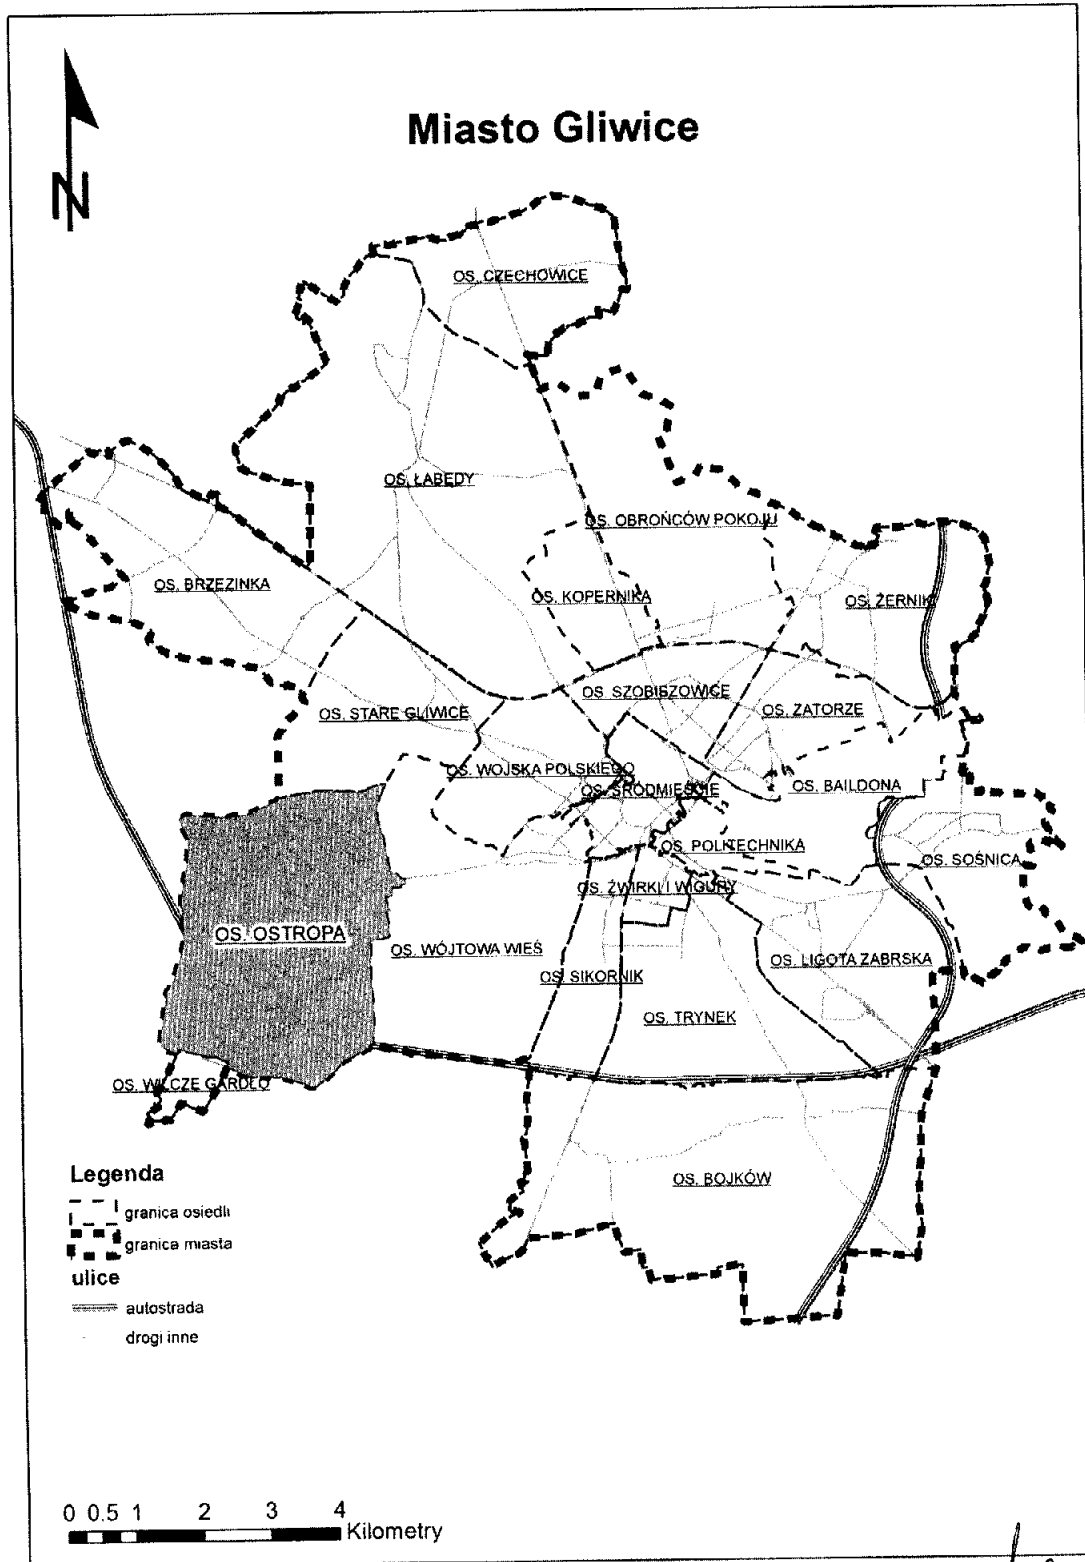 Miasto Gliwice
N
OS. CZECHOWICE
OS. ŁABĘDY
OS. OBROŃCÓW POKOJU
OS. BRZEZINKA
OS. KOPERNIKA
OS. ŻERNIKI
OS. SZOBISZOWICE
OS. STARE GLIWICE
OS. ZATORZE
OS. WOJSKA POLSKIEGO
OS. ŚRÓDMIEŚCIE
OS. BAILDONA
OS. POLITECHNIKA
OS. SOŚNICA
OS. ŻWIRKI I WIGURY
OS. OSTROPA
OS. WÓJTOWA WIEŚ
OS. SIKORNIK
OS. LIGOTA ZABRSKA
OS. TRYNEK
OS. WILCZE GARDŁO
OS. BOJKÓW
Legenda
granica osiedli
granica miasta
ulice
autostrada
drogi inne
0 0.5 1 2 3 4
Kilometry